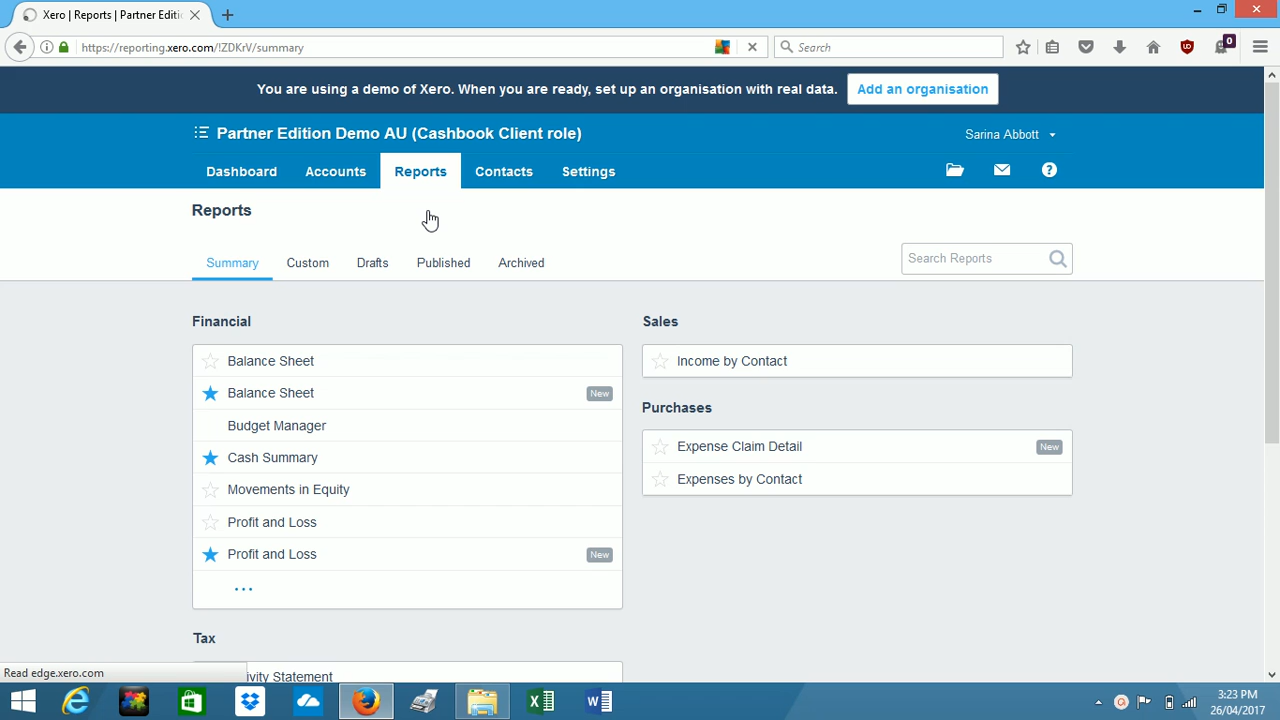 Xero | Reports | Partner Editi
https://reporting.xero.com/!ZDKrV/summary
Search
0
You are using a demo of Xero. When you are ready, set up an organisation with real data.
Add an organisation
Partner Edition Demo AU (Cashbook Client role)
Sarina Abbott
Dashboard
Accounts
Reports
Contacts
Settings
Reports
Summary
Custom
Drafts
Published
Archived
Search Reports
Financial
Balance Sheet
Balance Sheet New
Budget Manager
Cash Summary
Movements in Equity
Profit and Loss
Profit and Loss New
...
Sales
Income by Contact
Purchases
Expense Claim Detail New
Expenses by Contact
Tax
ivity Statement
Read edge.xero.com
3:23 PM
26/04/2017